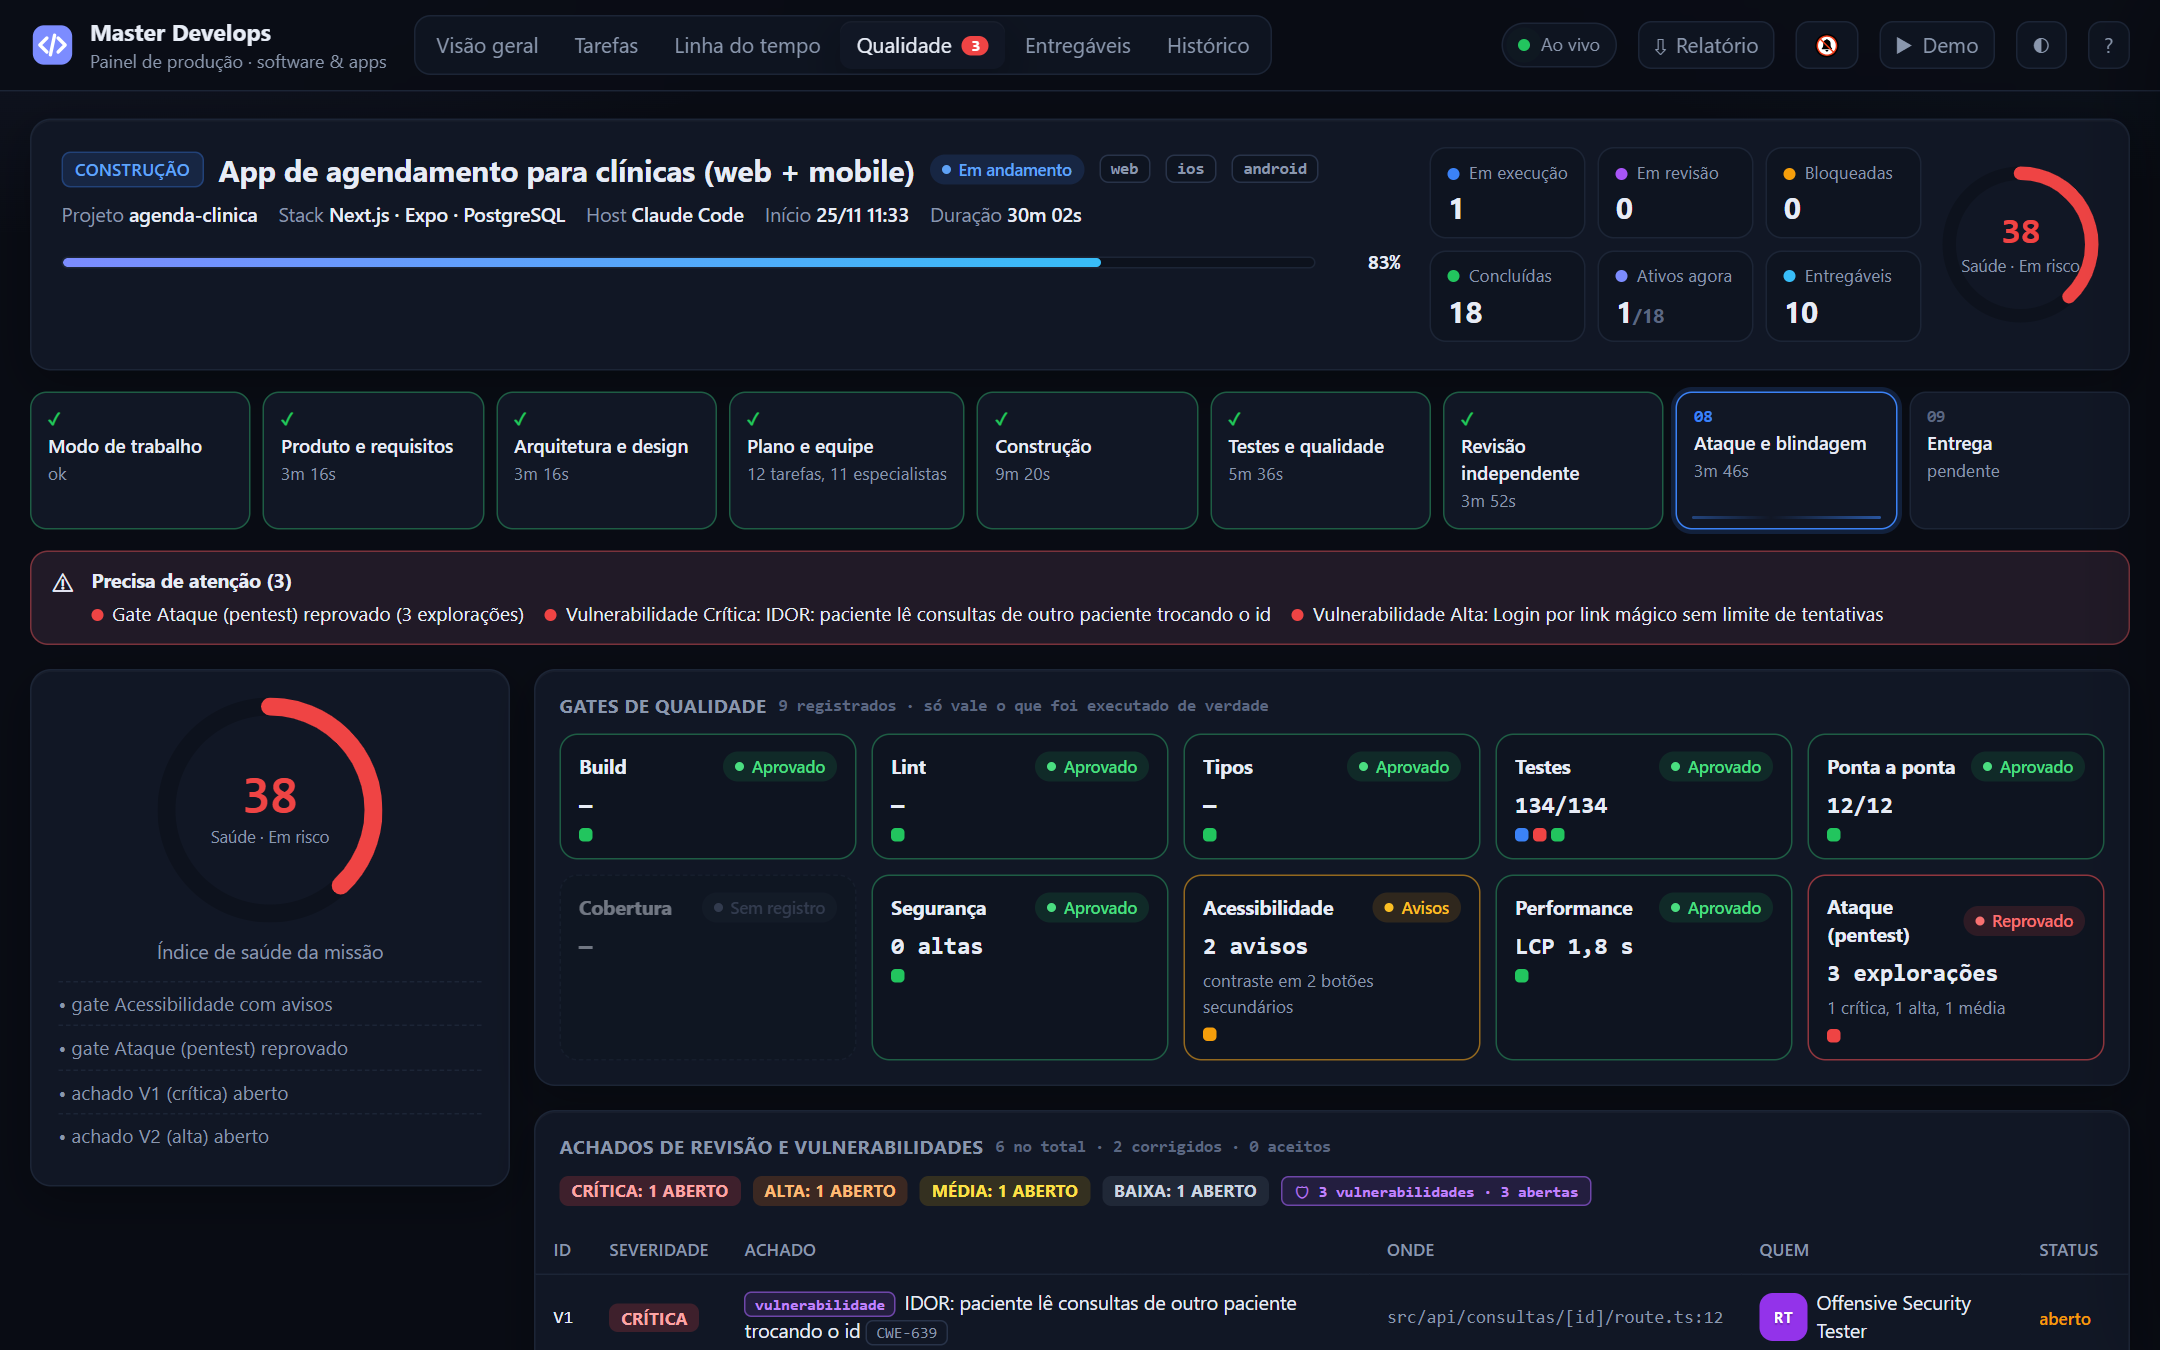 Master Develops
Painel de produção · software & apps
Visão geral
Tarefas
Linha do tempo
Qualidade 3
Entregáveis
Histórico
Ao vivo
⇩ Relatório
▶ Demo
?
CONSTRUÇÃO
App de agendamento para clínicas (web + mobile)
Em andamento
web
ios
android
Projeto agenda-clinica Stack Next.js · Expo · PostgreSQL Host Claude Code Início 25/11 11:33 Duração 30m 02s
83%
Em execução
1
Em revisão
0
Bloqueadas
0
Concluídas
18
Ativos agora
1/18
Entregáveis
10
38
Saúde · Em risco
✓
Modo de trabalho
ok
✓
Produto e requisitos
3m 16s
✓
Arquitetura e design
3m 16s
✓
Plano e equipe
12 tarefas, 11 especialistas
✓
Construção
9m 20s
✓
Testes e qualidade
5m 36s
✓
Revisão
independente
3m 52s
08
Ataque e blindagem
3m 46s
09
Entrega
pendente
⚠ Precisa de atenção (3)
Gate Ataque (pentest) reprovado (3 explorações) Vulnerabilidade Crítica: IDOR: paciente lê consultas de outro paciente trocando o id Vulnerabilidade Alta: Login por link mágico sem limite de tentativas
38
Saúde · Em risco
Índice de saúde da missão
• gate Acessibilidade com avisos
• gate Ataque (pentest) reprovado
• achado V1 (crítica) aberto
• achado V2 (alta) aberto
GATES DE QUALIDADE 9 registrados · só vale o que foi executado de verdade
Build Aprovado
—
Lint Aprovado
—
Tipos Aprovado
—
Testes Aprovado
134/134
Ponta a ponta Aprovado
12/12
Cobertura Sem registro
—
Segurança Aprovado
0 altas
Acessibilidade Avisos
2 avisos
contraste em 2 botões
secundários
Performance Aprovado
LCP 1,8 s
Ataque
(pentest) Reprovado
3 explorações
1 crítica, 1 alta, 1 média
ACHADOS DE REVISÃO E VULNERABILIDADES 6 no total · 2 corrigidos · 0 aceitos
CRÍTICA: 1 ABERTO
ALTA: 1 ABERTO
MÉDIA: 1 ABERTO
BAIXA: 1 ABERTO
3 vulnerabilidades · 3 abertas
ID SEVERIDADE ACHADO ONDE QUEM STATUS
V1
CRÍTICA
vulnerabilidade IDOR: paciente lê consultas de outro paciente
trocando o id CWE-639
src/api/consultas/[id]/route.ts:12
RT
Offensive Security
Tester
aberto